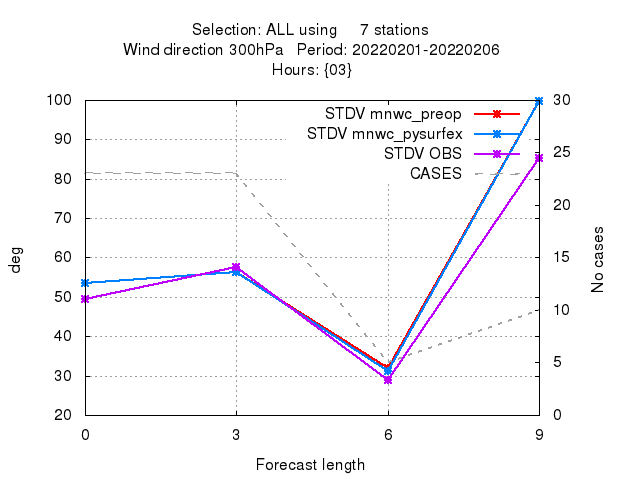 Selection: ALL using     7 stations
Wind direction 300hPa   Period: 20220201-20220206
Hours: {03}
STDV mnwc_preop
STDV mnwc_pysurfex
STDV OBS
CASES
100
90
80
70
60
50
40
30
20
30
25
20
15
10
5
0
deg
No cases
0 3 6 9
Forecast length